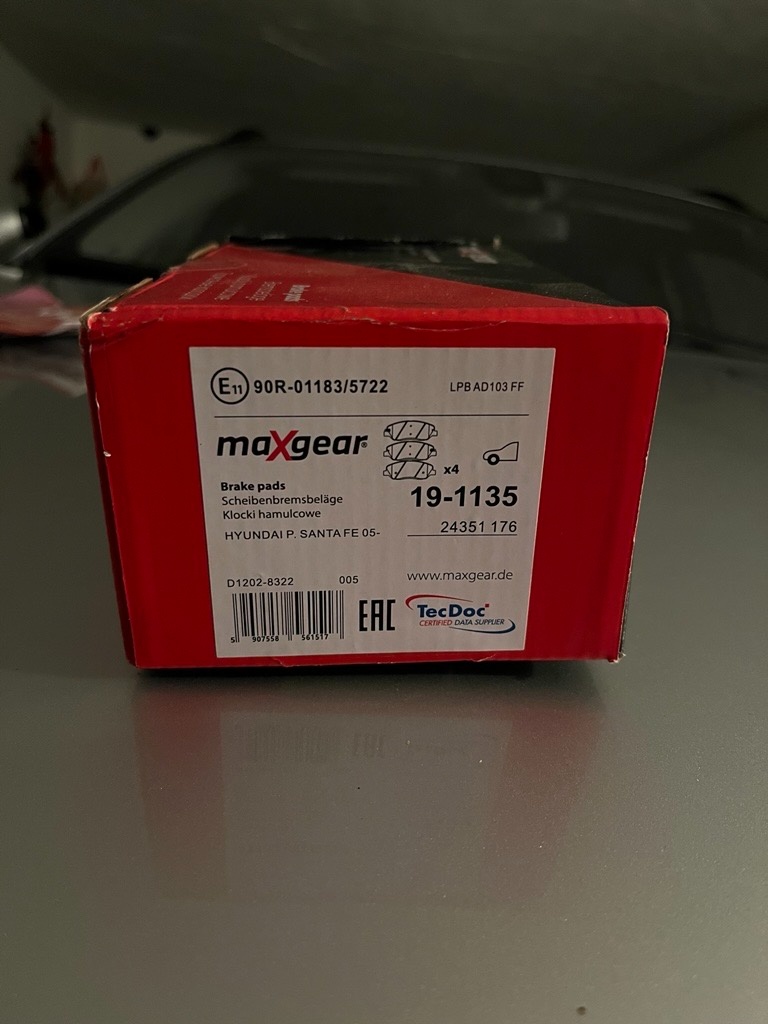 E11 90R-01183/5722
LPB AD103 FF
maXgear®
x4
Brake pads
Scheibenbremsbeläge
Klocki hamulcowe
19-1135
HYUNDAI P. SANTA FE 05-
24351 176
D1202-8322 005
www.maxgear.de
5 907558 561517
EAC
TecDoc
CERTIFIED DATA SUPPLIER